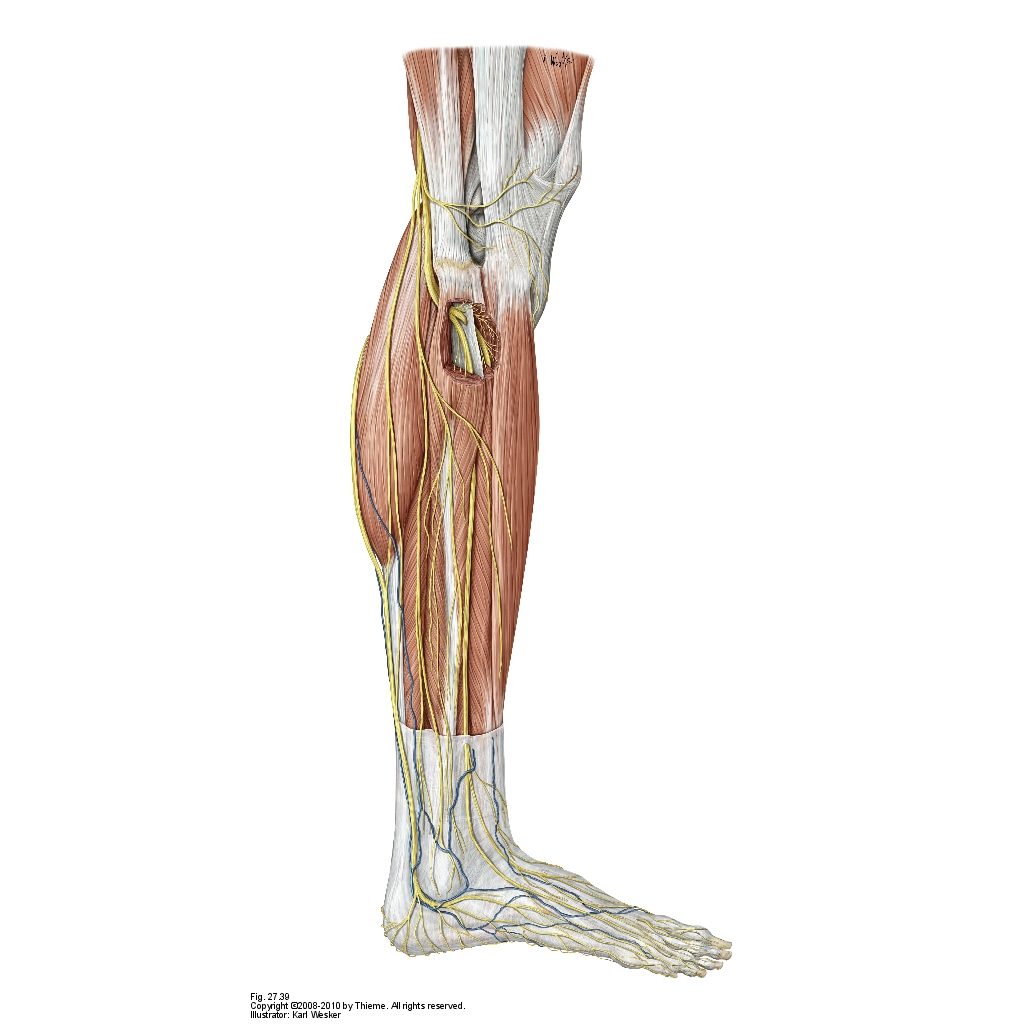 Fig. 27.39
Copyright ©2008-2010 by Thieme. All rights reserved.
Illustrator: Karl Wesker